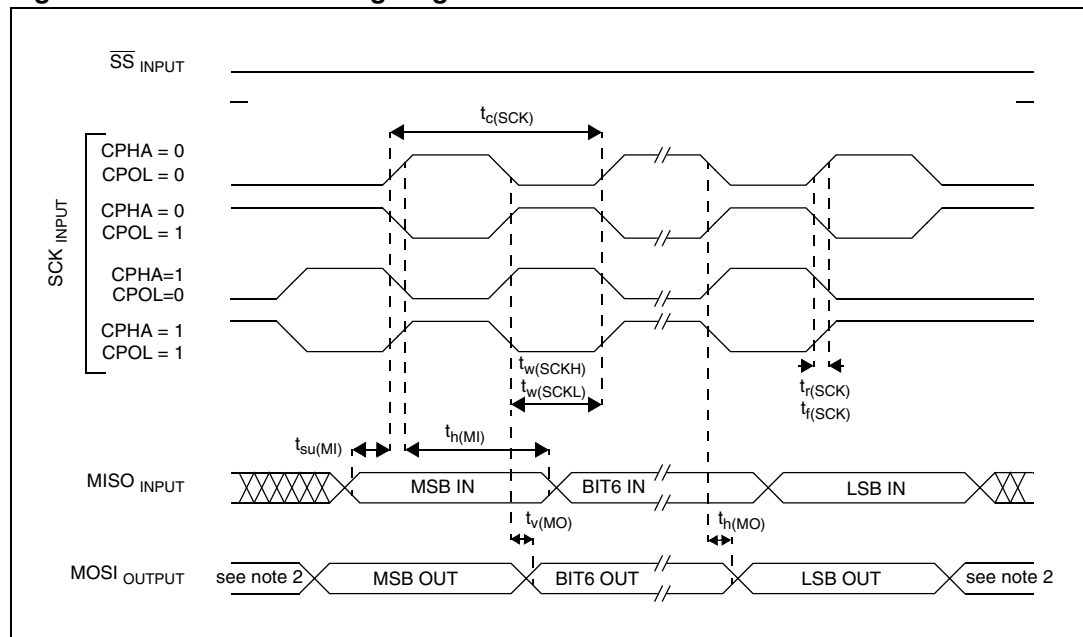 SS INPUT
tc(SCK)
CPHA = 0
CPOL = 0
CPHA = 0
CPOL = 1
SCK INPUT
CPHA=1
CPOL=0
CPHA = 1
CPOL = 1
tw(SCKH)
tw(SCKL)
tr(SCK)
tf(SCK)
tsu(MI)
th(MI)
MISO INPUT
MSB IN
BIT6 IN
LSB IN
tv(MO)
th(MO)
MOSI OUTPUT
see note 2
MSB OUT
BIT6 OUT
LSB OUT
see note 2